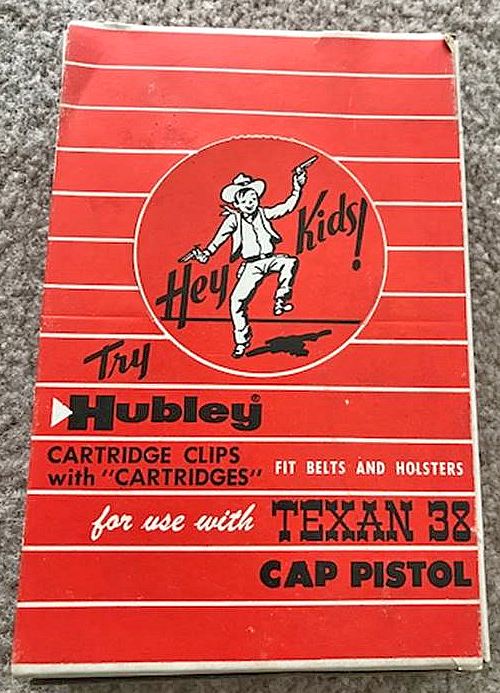 Hey Kids!
Try
Hubley®
CARTRIDGE CLIPS
with "CARTRIDGES"
FIT BELTS AND HOLSTERS
for use with TEXAN 38
CAP PISTOL